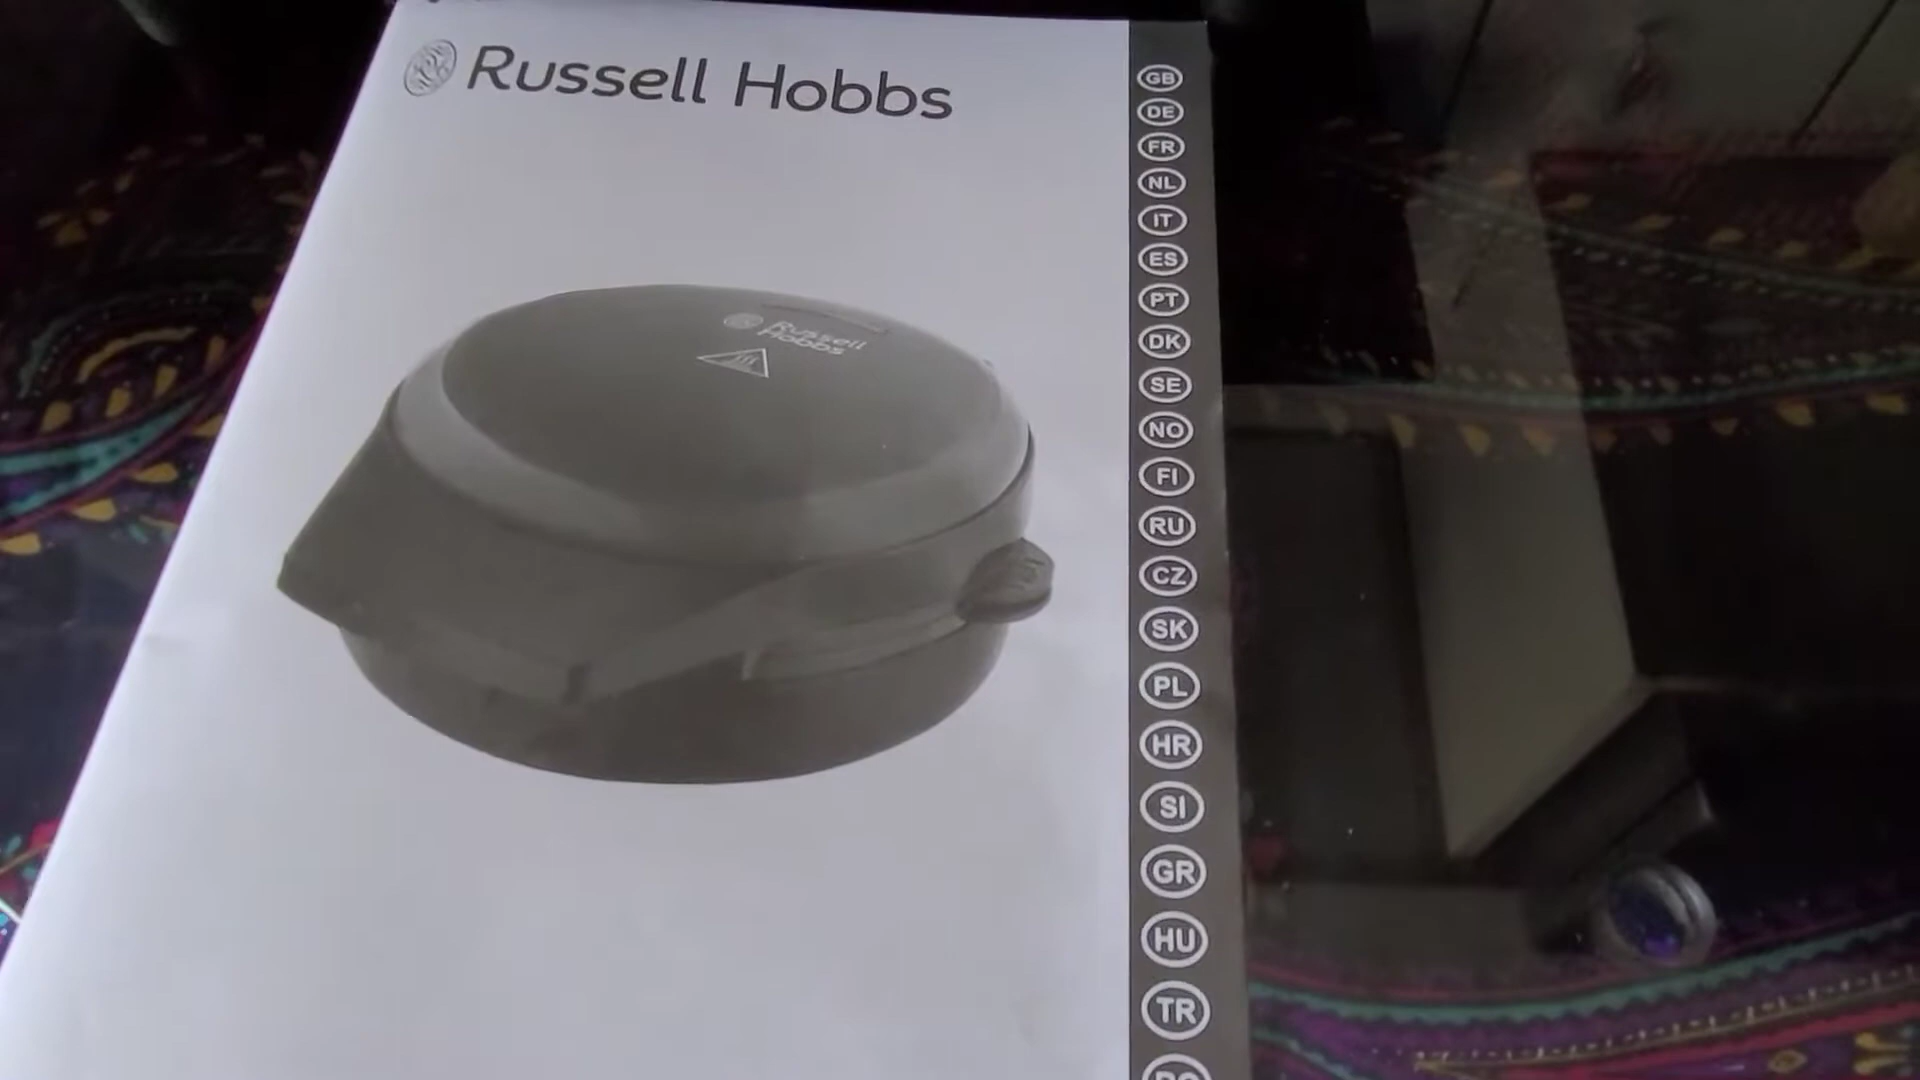 Russell Hobbs
Russell
Hobbs
GB
DE
FR
NL
IT
ES
PT
DK
SE
NO
FI
RU
CZ
SK
PL
HR
SI
GR
HU
TR